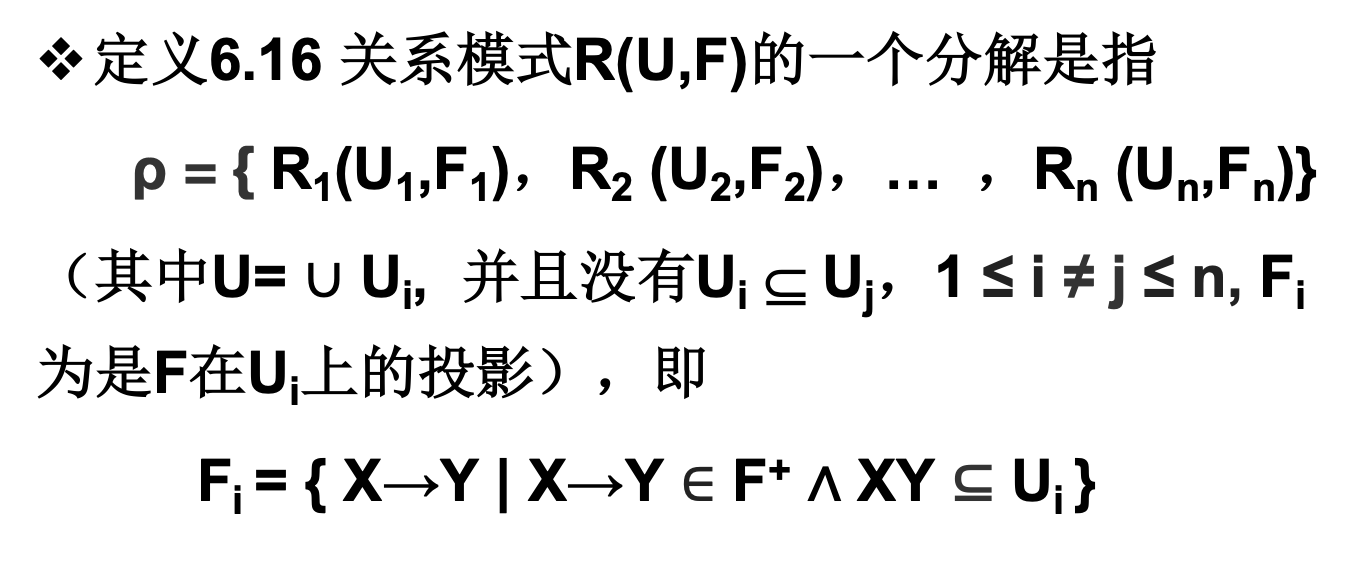 ❖定义6.16 关系模式R(U,F)的一个分解是指
ρ = { R₁(U₁,F₁)，R₂ (U₂,F₂)，… ，Rₙ (Uₙ,Fₙ)}
（其中U= ∪ Uᵢ, 并且没有Uᵢ ⊆ Uⱼ，1 ≤ i ≠ j ≤ n, Fᵢ
为是F在Uᵢ上的投影），即
Fᵢ = { X→Y | X→Y ∈ F⁺ ∧ XY ⊆ Uᵢ }